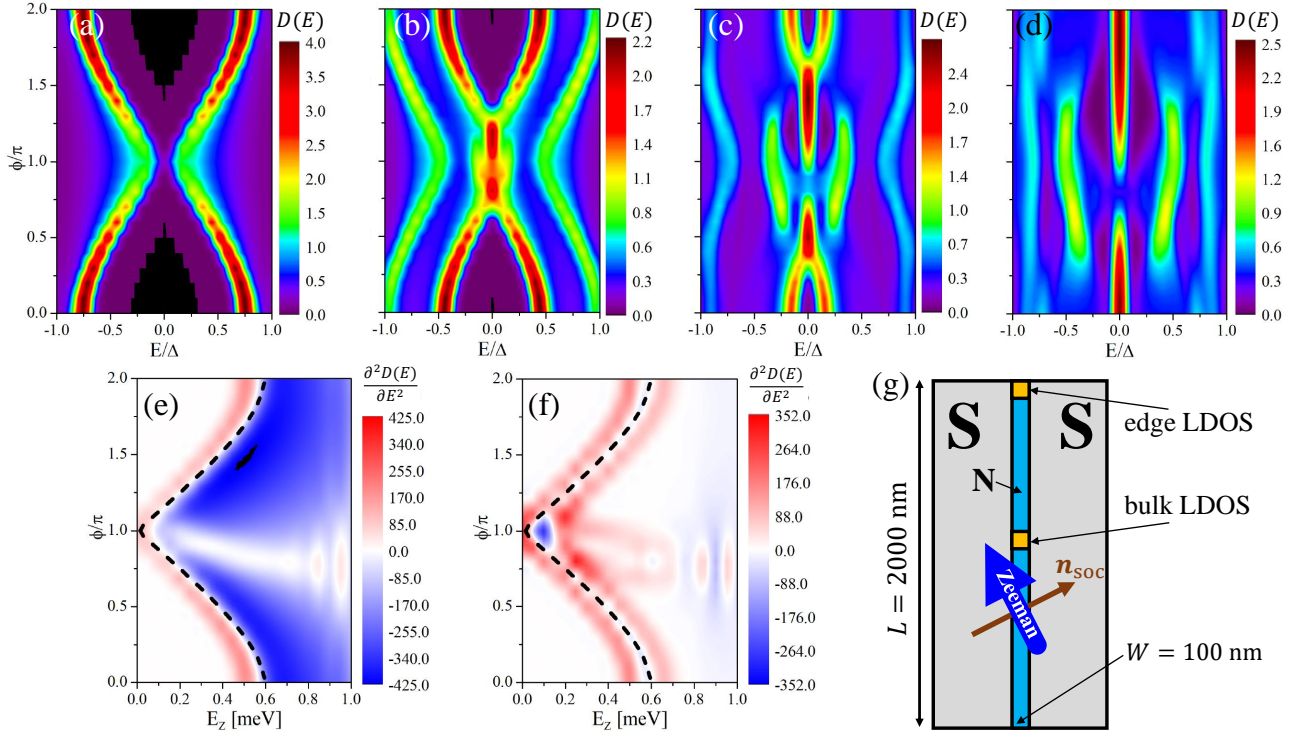 (a) D(E) (b) D(E) (c) D(E) (d) D(E)
2.0 4.0 2.2 2.5
3.5 2.0 2.4 2.2
1.5 3.0 1.7 2.1 1.9
2.5 1.4 1.7 1.6
ϕ/π 1.0 2.0 1.1 1.4 1.2
1.5 0.8 1.0 0.9
0.5 1.0 0.6 0.7 0.6
0.5 0.3 0.3 0.3
0.0 0.0 0.0 0.0 0.0
-1.0 -0.5 0.0 0.5 1.0 -1.0 -0.5 0.0 0.5 1.0 -1.0 -0.5 0.0 0.5 1.0 -1.0 -0.5 0.0 0.5 1.0
E/Δ E/Δ E/Δ E/Δ
(e) ∂²D(E)/∂E²
2.0
1.5
ϕ/π 1.0
0.5
0.0
0.0 0.2 0.4 0.6 0.8 1.0
E_Z [meV]
425.0
340.0
255.0
170.0
85.0
0.0
-85.0
-170.0
-255.0
-340.0
-425.0
(f) ∂²D(E)/∂E²
2.0
1.5
ϕ/π 1.0
0.5
0.0
0.0 0.2 0.4 0.6 0.8 1.0
E_Z [meV]
352.0
264.0
176.0
88.0
0.0
-88.0
-176.0
-264.0
-352.0
(g)
S S
edge LDOS
N
bulk LDOS
n_soc
Zeeman
L = 2000 nm
W = 100 nm